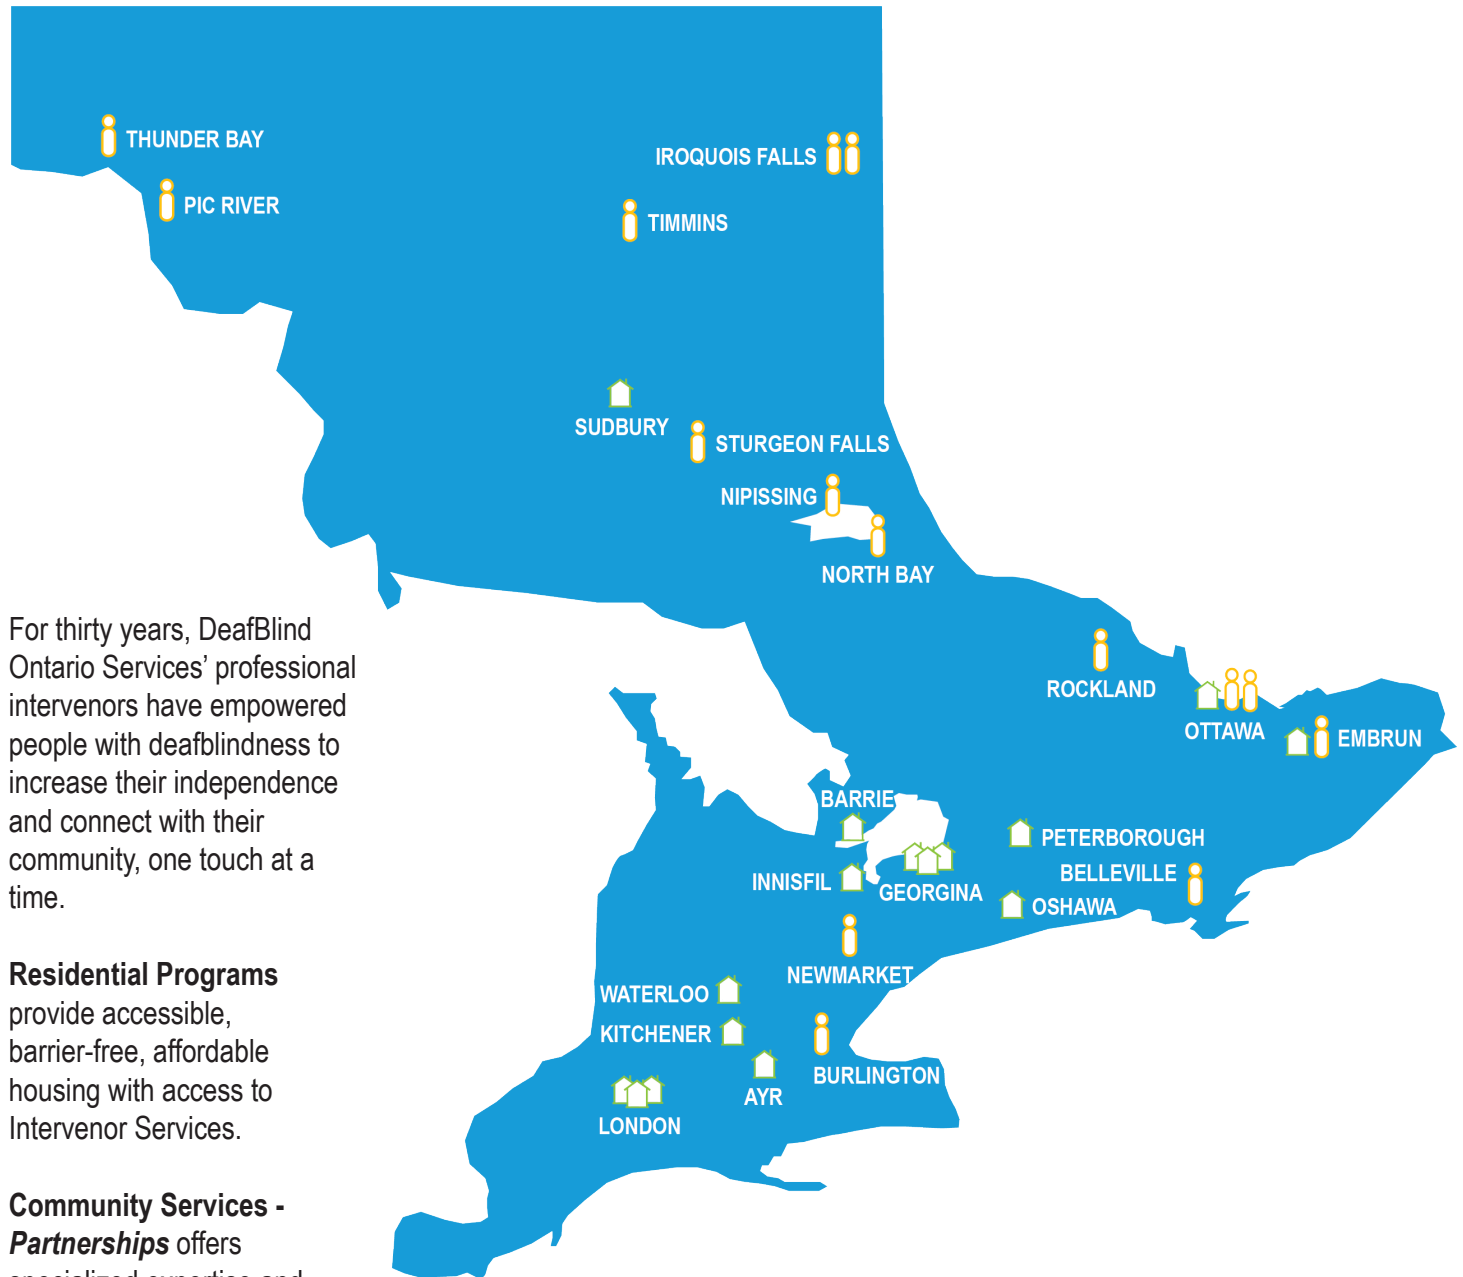 THUNDER BAY
IROQUOIS FALLS
PIC RIVER
TIMMINS
SUDBURY
STURGEON FALLS
NIPISSING
NORTH BAY
ROCKLAND
OTTAWA
EMBRUN
BARRIE
PETERBOROUGH
BELLEVILLE
INNISFIL
GEORGINA
OSHAWA
NEWMARKET
WATERLOO
KITCHENER
BURLINGTON
AYR
LONDON
For thirty years, DeafBlind
Ontario Services’ professional
intervenors have empowered
people with deafblindness to
increase their independence
and connect with their
community, one touch at a
time.
Residential Programs
provide accessible,
barrier-free, affordable
housing with access to
Intervenor Services.
Community Services -
Partnerships offers
specialized expertise and